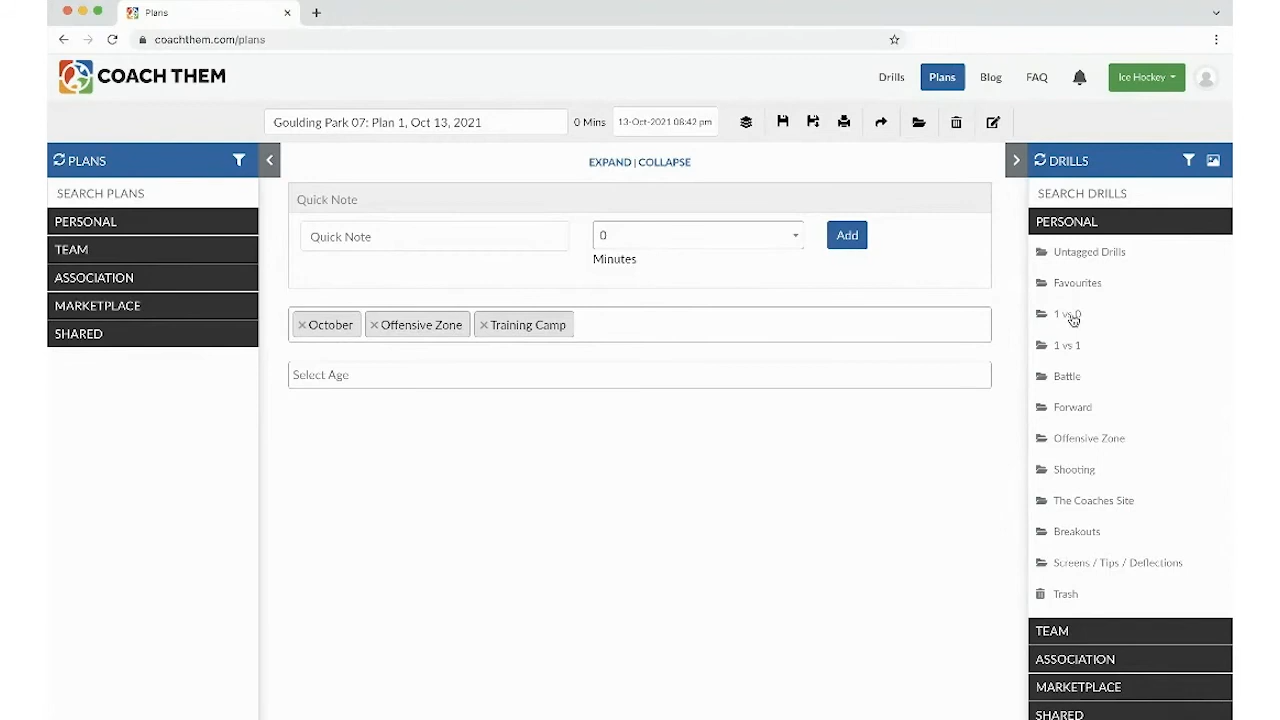 Plans
coachthem.com/plans
COACH THEM
Drills
Plans
Blog
FAQ
Ice Hockey
Goulding Park 07: Plan 1, Oct 13, 2021
0 Mins
13-Oct-2021 08:42 pm
PLANS
SEARCH PLANS
PERSONAL
TEAM
ASSOCIATION
MARKETPLACE
SHARED
EXPAND | COLLAPSE
Quick Note
Quick Note
0
Add
Minutes
× October × Offensive Zone × Training Camp
Select Age
DRILLS
SEARCH DRILLS
PERSONAL
Untagged Drills
Favourites
1 vs 0
1 vs 1
Battle
Forward
Offensive Zone
Shooting
The Coaches Site
Breakouts
Screens / Tips / Deflections
Trash
TEAM
ASSOCIATION
MARKETPLACE
SHARED